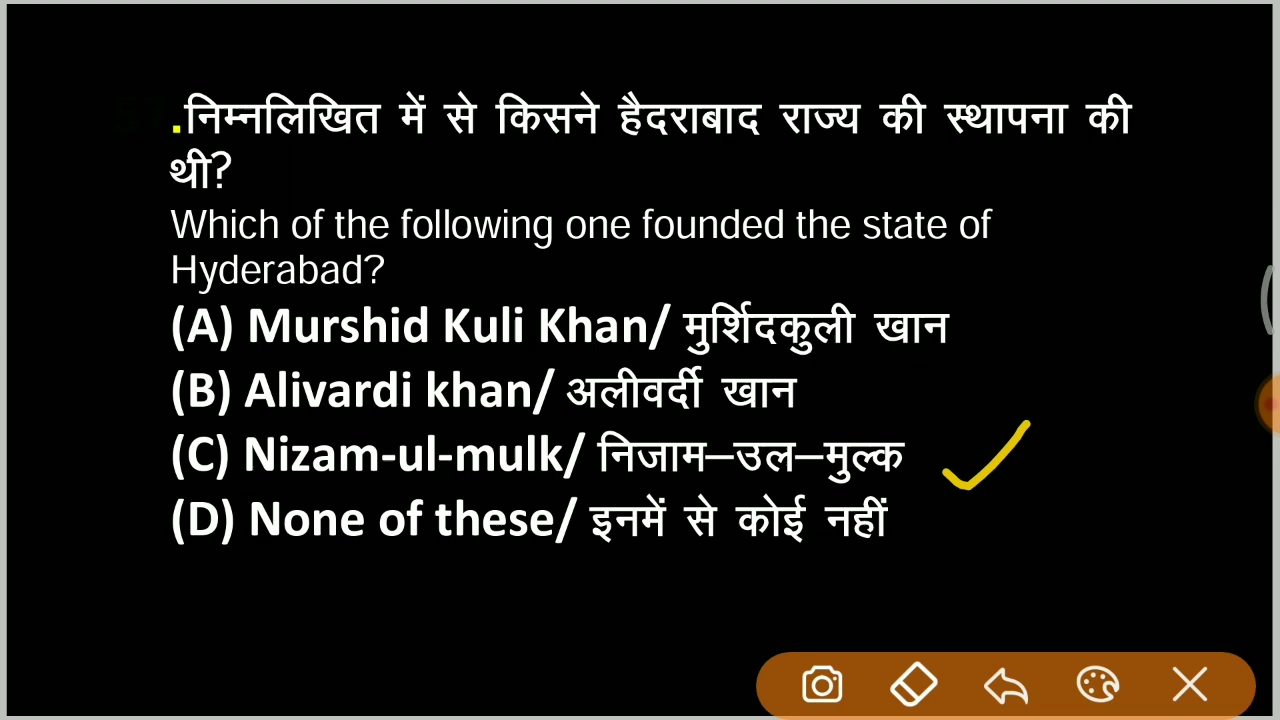 .निम्नलिखित में से किसने हैदराबाद राज्य की स्थापना की
थी?
Which of the following one founded the state of
Hyderabad?
(A) Murshid Kuli Khan/ मुर्शिदकुली खान
(B) Alivardi khan/ अलीवर्दी खान
(C) Nizam-ul-mulk/ निजाम–उल–मुल्क
(D) None of these/ इनमें से कोई नहीं